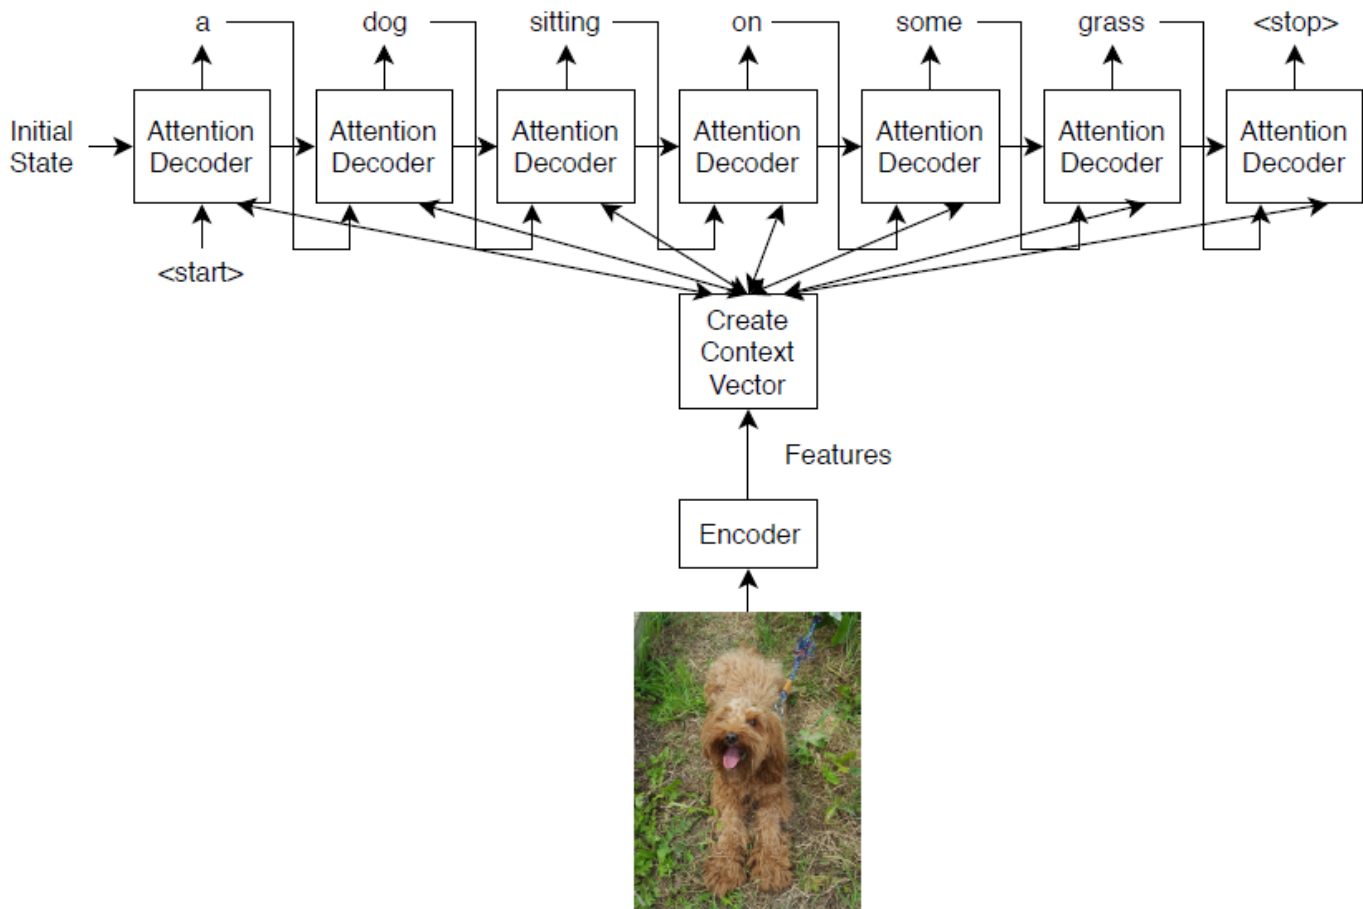 a dog sitting on some grass <stop>
Initial
State
Attention
Decoder
Attention
Decoder
Attention
Decoder
Attention
Decoder
Attention
Decoder
Attention
Decoder
Attention
Decoder
<start>
Create
Context
Vector
Features
Encoder